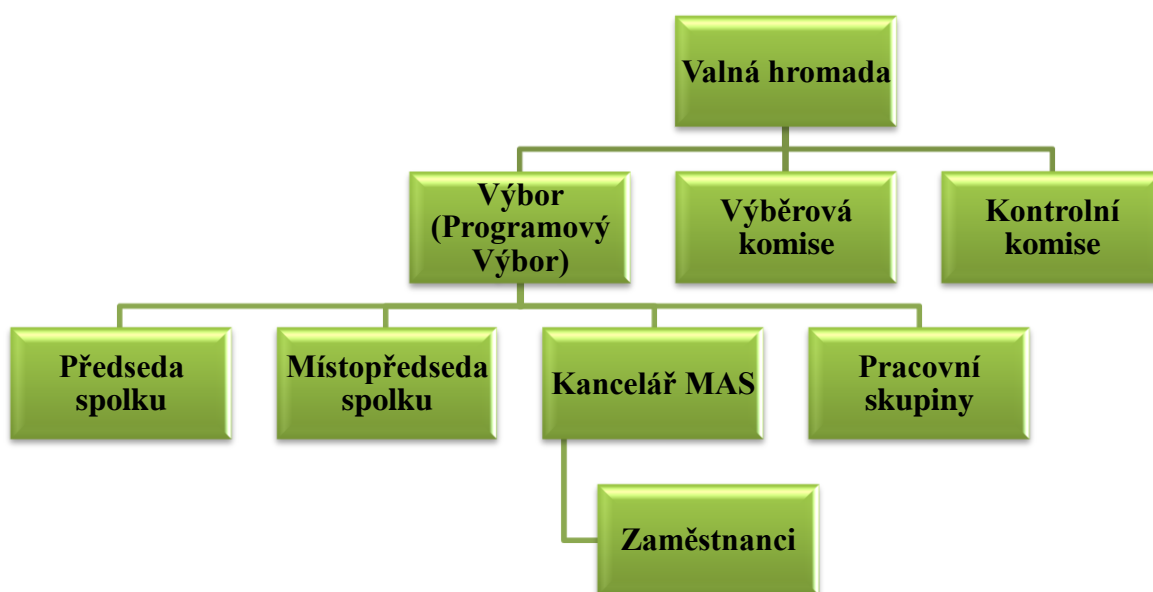 Valná hromada
Výbor
(Programový
Výbor)
Výběrová
komise
Kontrolní
komise
Předseda
spolku
Místopředseda
spolku
Kancelář MAS
Pracovní
skupiny
Zaměstnanci